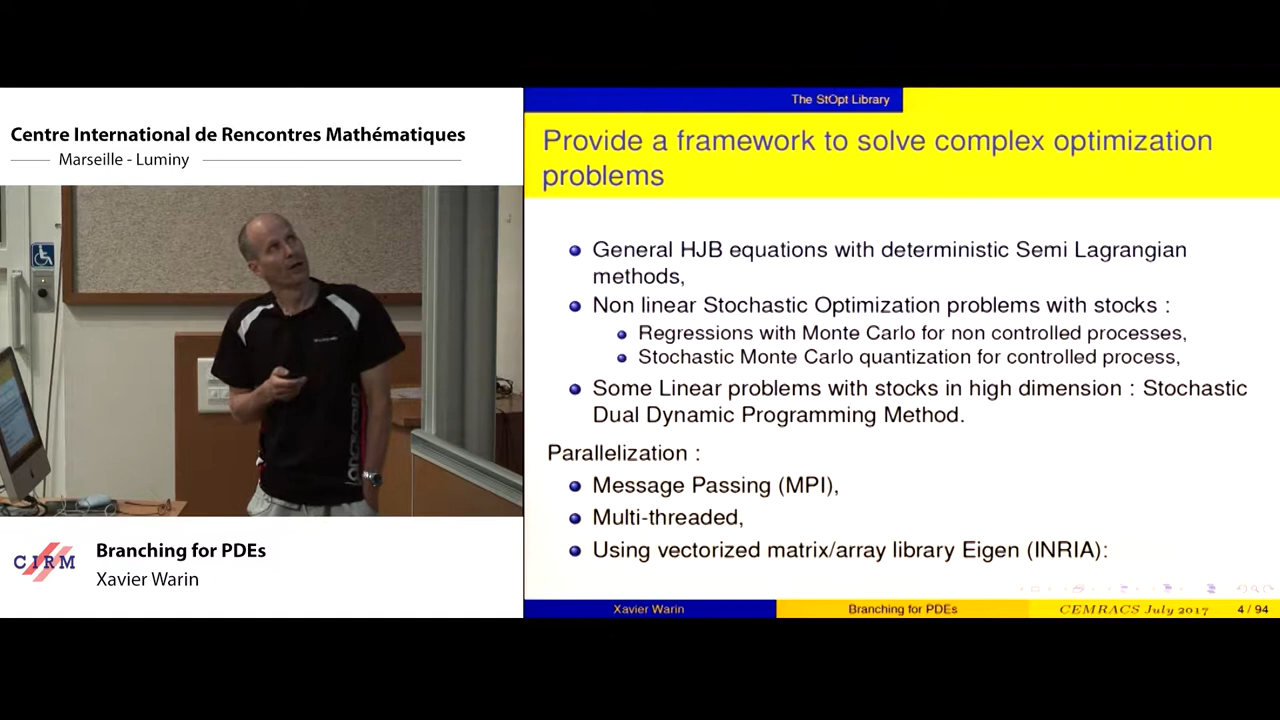 Centre International de Rencontres Mathématiques
Marseille - Luminy
CIRM
Branching for PDEs
Xavier Warin
The StOpt Library
Provide a framework to solve complex optimization
problems
General HJB equations with deterministic Semi Lagrangian
methods,
Non linear Stochastic Optimization problems with stocks :
Regressions with Monte Carlo for non controlled processes,
Stochastic Monte Carlo quantization for controlled process,
Some Linear problems with stocks in high dimension : Stochastic
Dual Dynamic Programming Method.
Parallelization :
Message Passing (MPI),
Multi-threaded,
Using vectorized matrix/array library Eigen (INRIA):
Xavier Warin
Branching for PDEs
CEMRACS July 2017
4 / 94